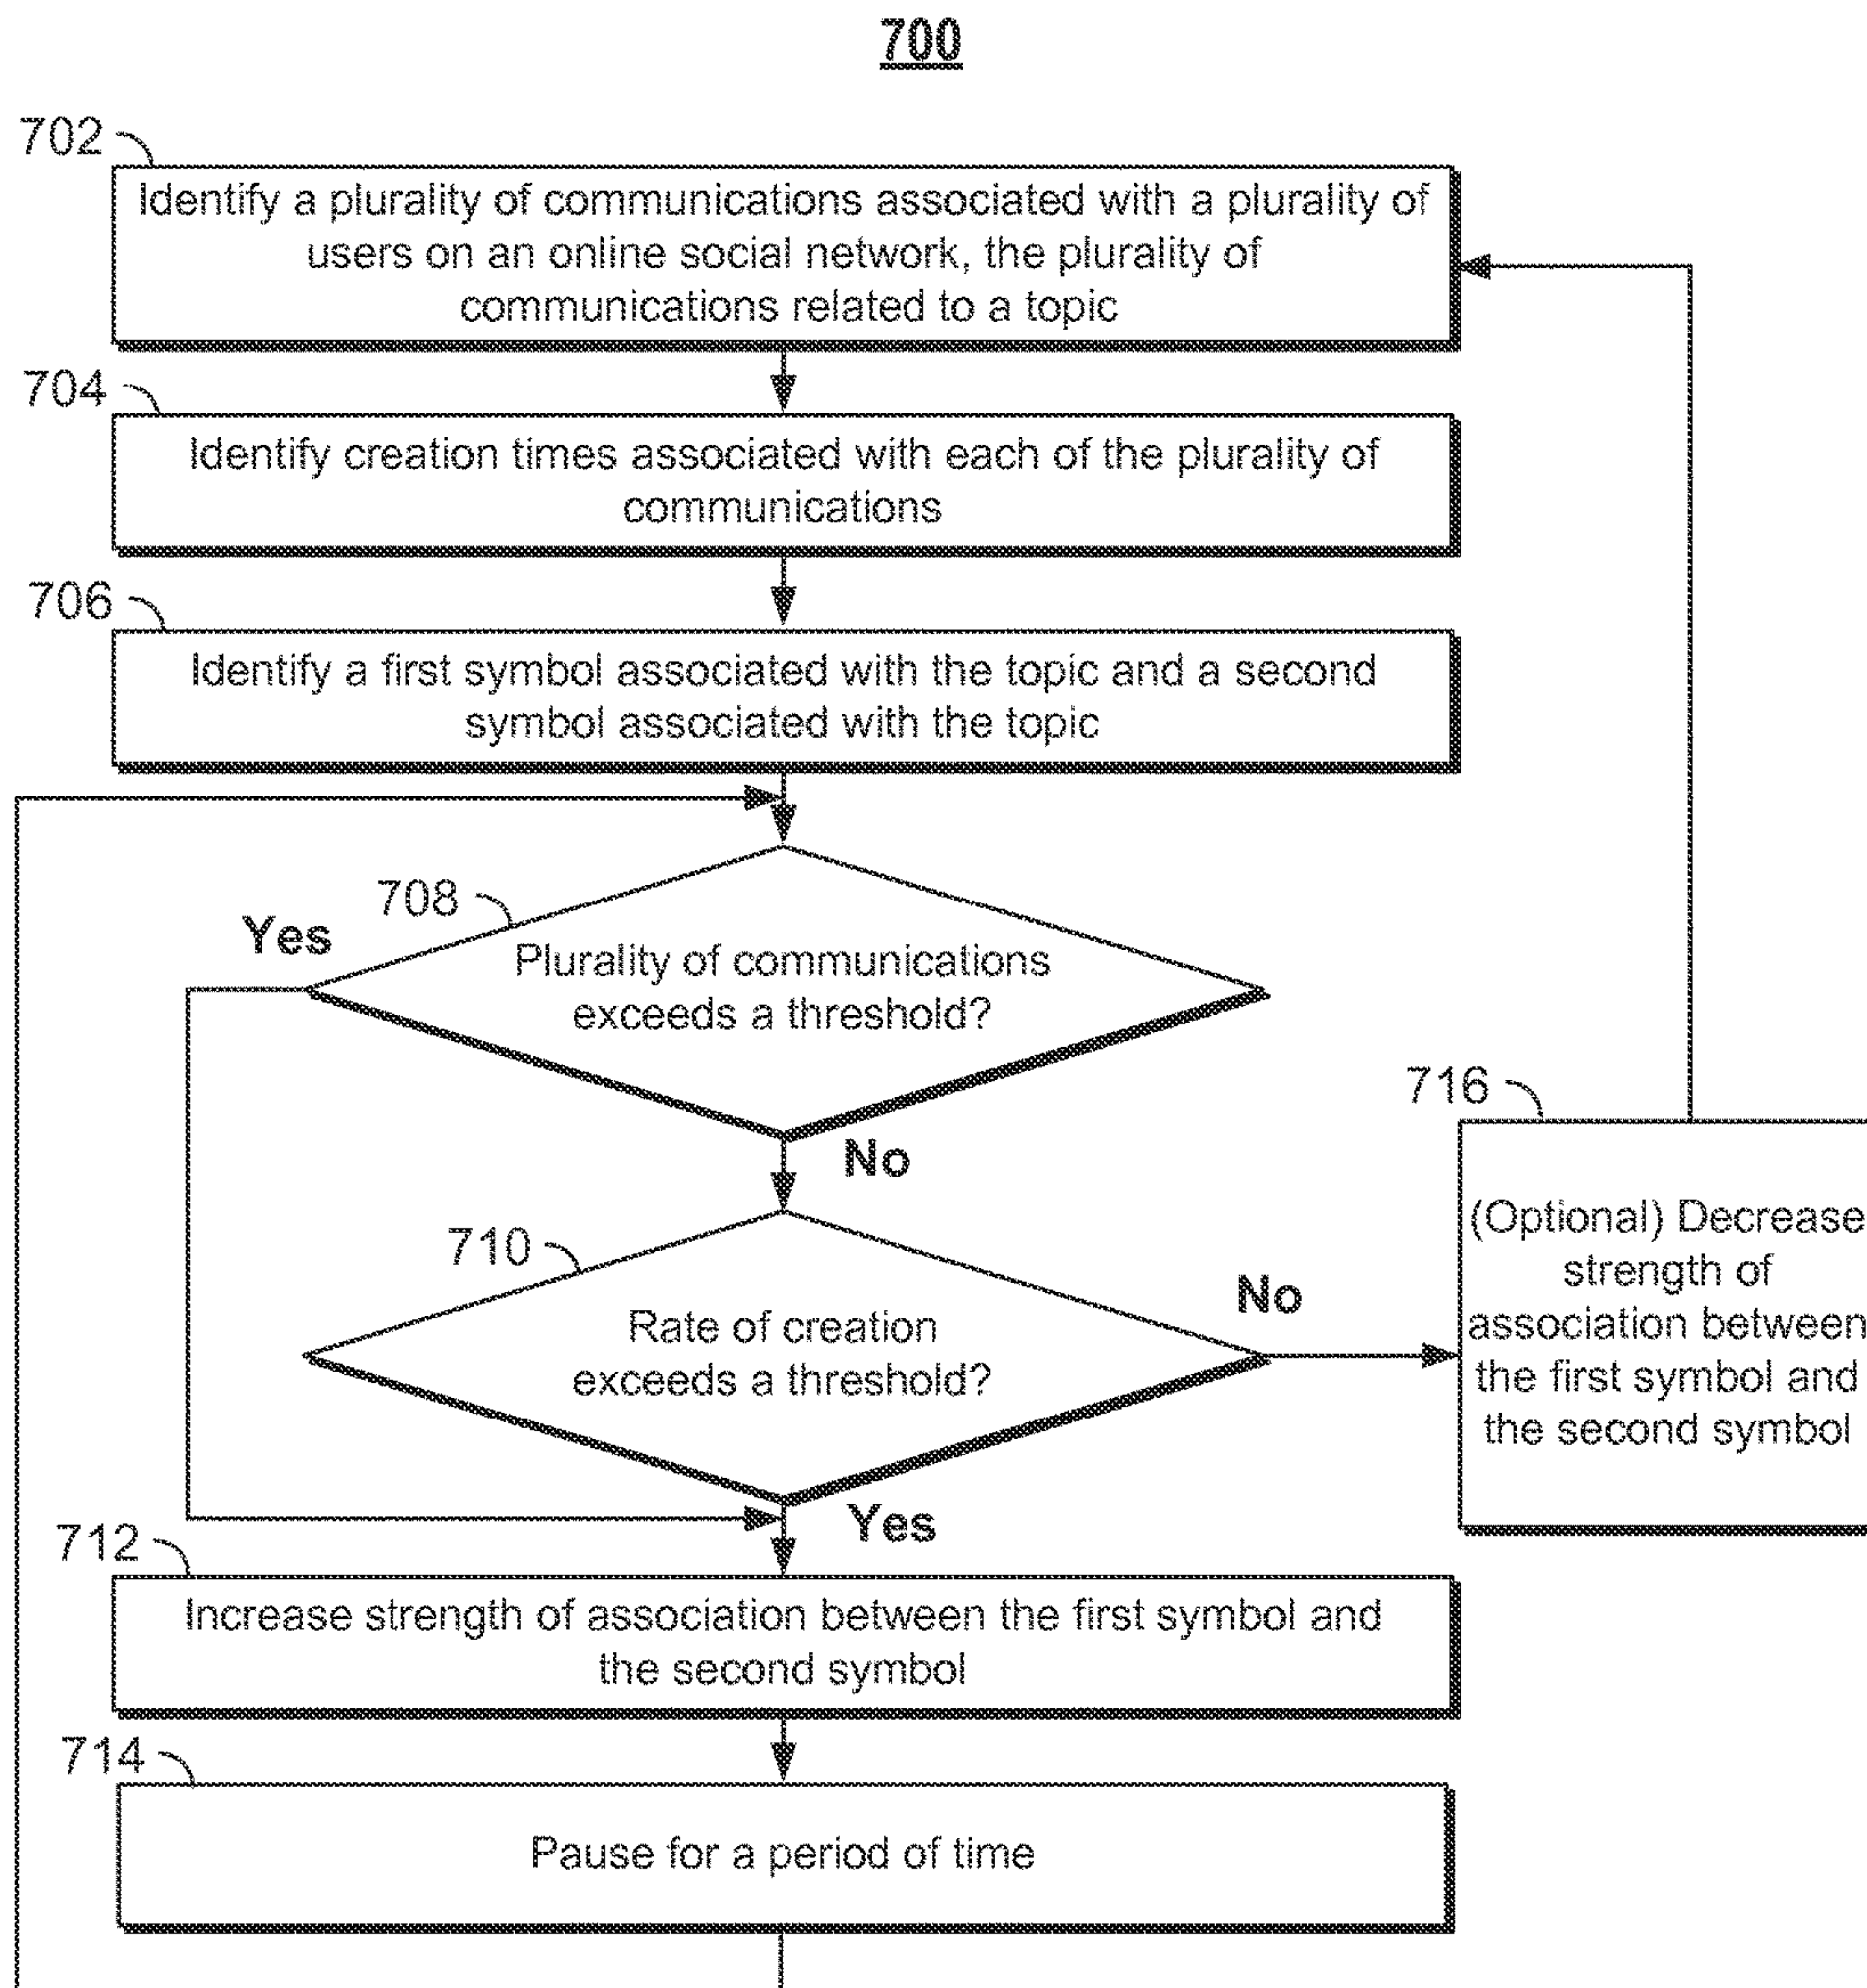 700
702
Identify a plurality of communications associated with a plurality of
users on an online social network, the plurality of
communications related to a topic
704
Identify creation times associated with each of the plurality of
communications
706
Identify a first symbol associated with the topic and a second
symbol associated with the topic
708
Yes
Plurality of communications
exceeds a threshold?
No
710
Rate of creation
exceeds a threshold?
No
Yes
716
(Optional) Decrease
strength of
association between
the first symbol and
the second symbol
712
Increase strength of association between the first symbol and
the second symbol
714
Pause for a period of time